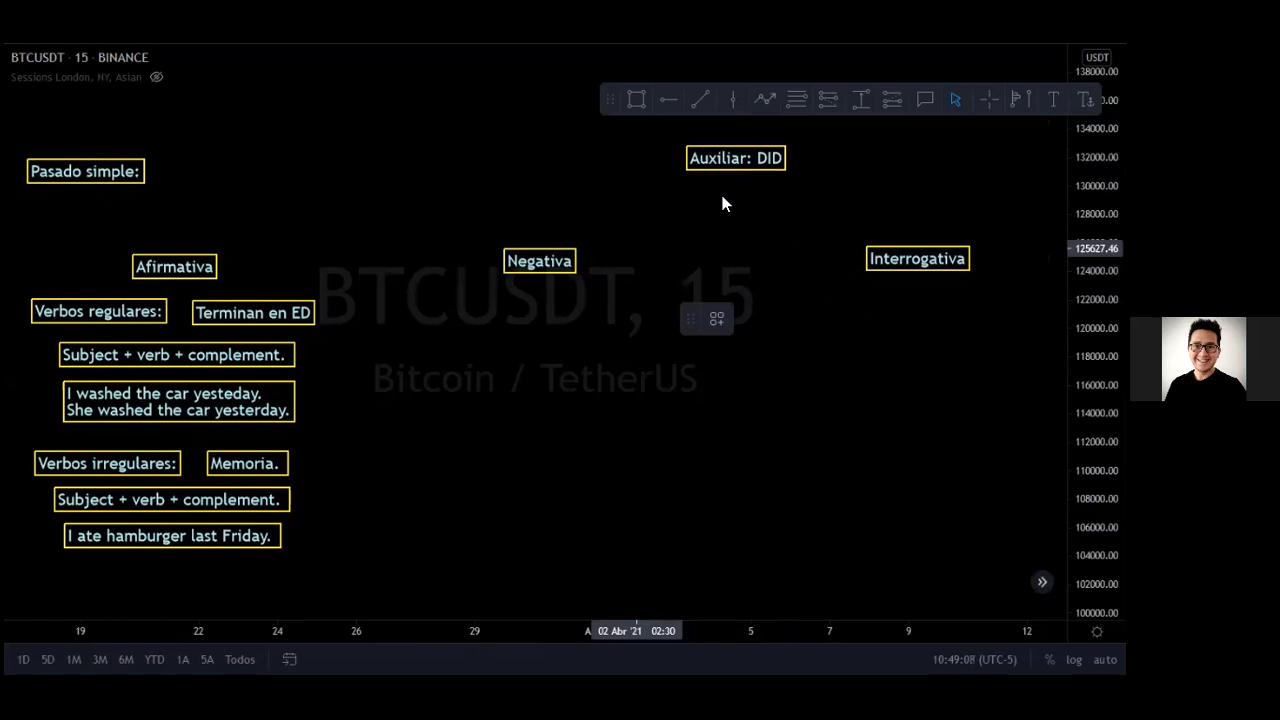 BTCUSDT · 15 · BINANCE
Sessions London, NY, Asian
USDT
138000.00
134000.00
132000.00
130000.00
128000.00
125627.46
124000.00
122000.00
120000.00
118000.00
116000.00
114000.00
112000.00
110000.00
108000.00
106000.00
104000.00
102000.00
100000.00
Auxiliar: DID
Pasado simple:
Afirmativa
Negativa
Interrogativa
Verbos regulares:
Terminan en ED
Subject + verb + complement.
I washed the car yesteday.
She washed the car yesterday.
Verbos irregulares:
Memoria.
Subject + verb + complement.
I ate hamburger last Friday.
BTCUSDT, 15
Bitcoin / TetherUS
19 22 24 26 29 A 02 Abr '21 02:30 5 7 9 12
1D 5D 1M 3M 6M YTD 1A 5A Todos
10:49:08 (UTC-5) % log auto